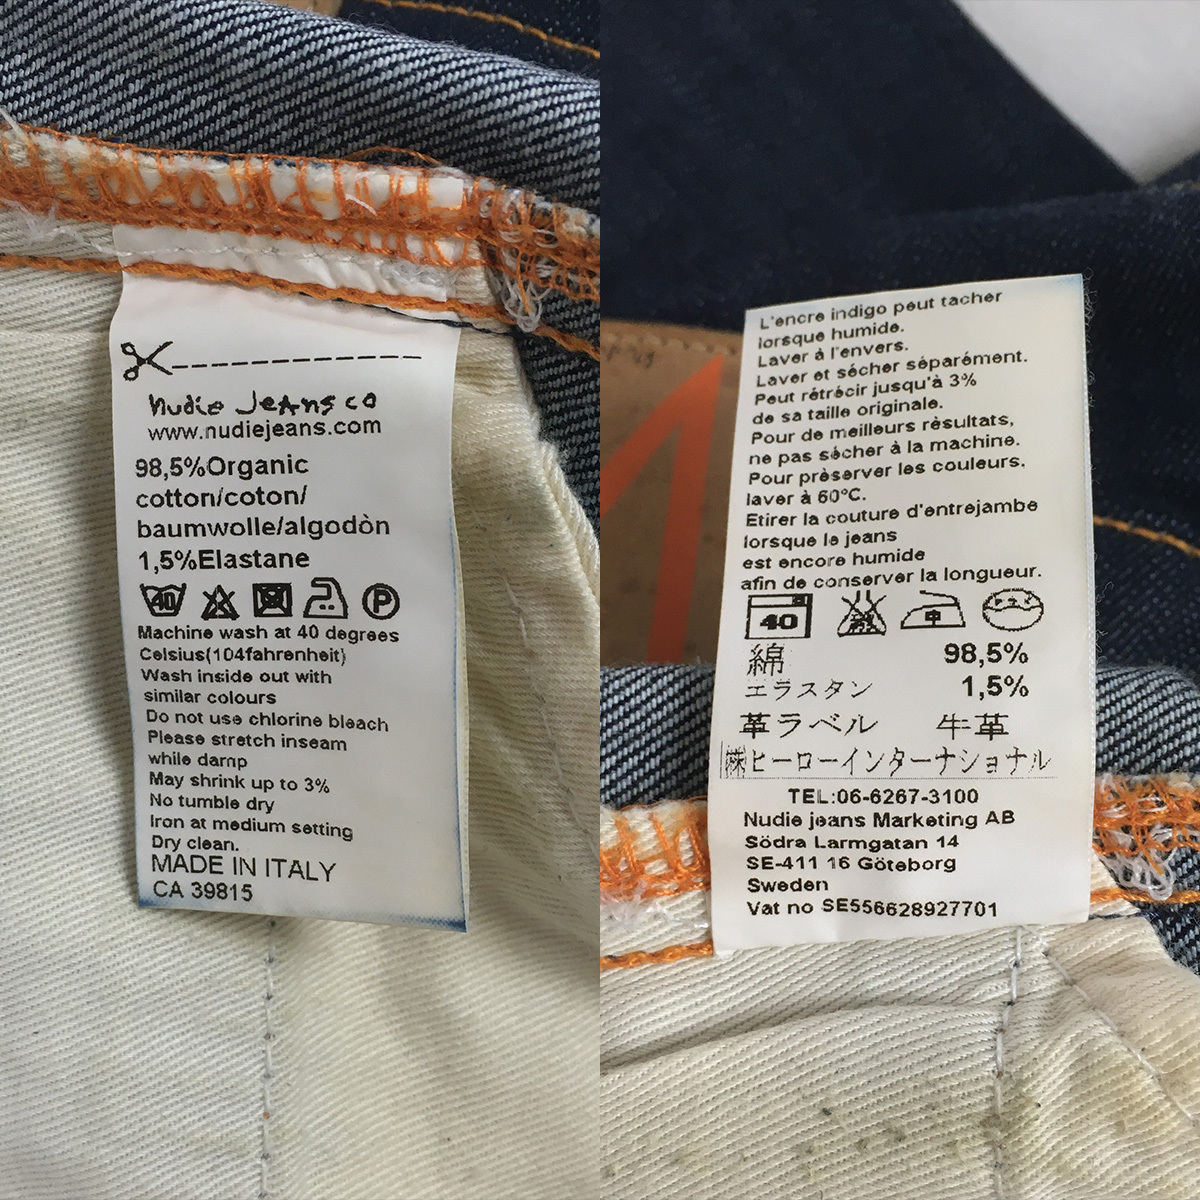 nudie Jeans co
www.nudiejeans.com
98,5%Organic
cotton/coton/
baumwolle/algodòn
1,5%Elastane
40 P
Machine wash at 40 degrees
Celsius(104fahrenheit)
Wash inside out with
similar colours
Do not use chlorine bleach
Please stretch inseam
while damp
May shrink up to 3%
No tumble dry
Iron at medium setting
Dry clean.
MADE IN ITALY
CA 39815
L'encre indigo peut tacher
lorsque humide.
Laver à l'envers.
Laver et sécher séparément.
Peut rétrécir jusqu'à 3%
de sa taille originale.
Pour de meilleurs résultats,
ne pas sécher à la machine.
Pour prèserver les couleurs,
laver à 60°C.
Etirer la couture d'entrejambe
lorsque le jeans
est encore humide
afin de conserver la longueur.
40 中
綿 98,5%
エラスタン 1,5%
革ラベル 牛革
㈱ヒーローインターナショナル
TEL:06-6267-3100
Nudie jeans Marketing AB
Södra Larmgatan 14
SE-411 16 Göteborg
Sweden
Vat no SE556628927701